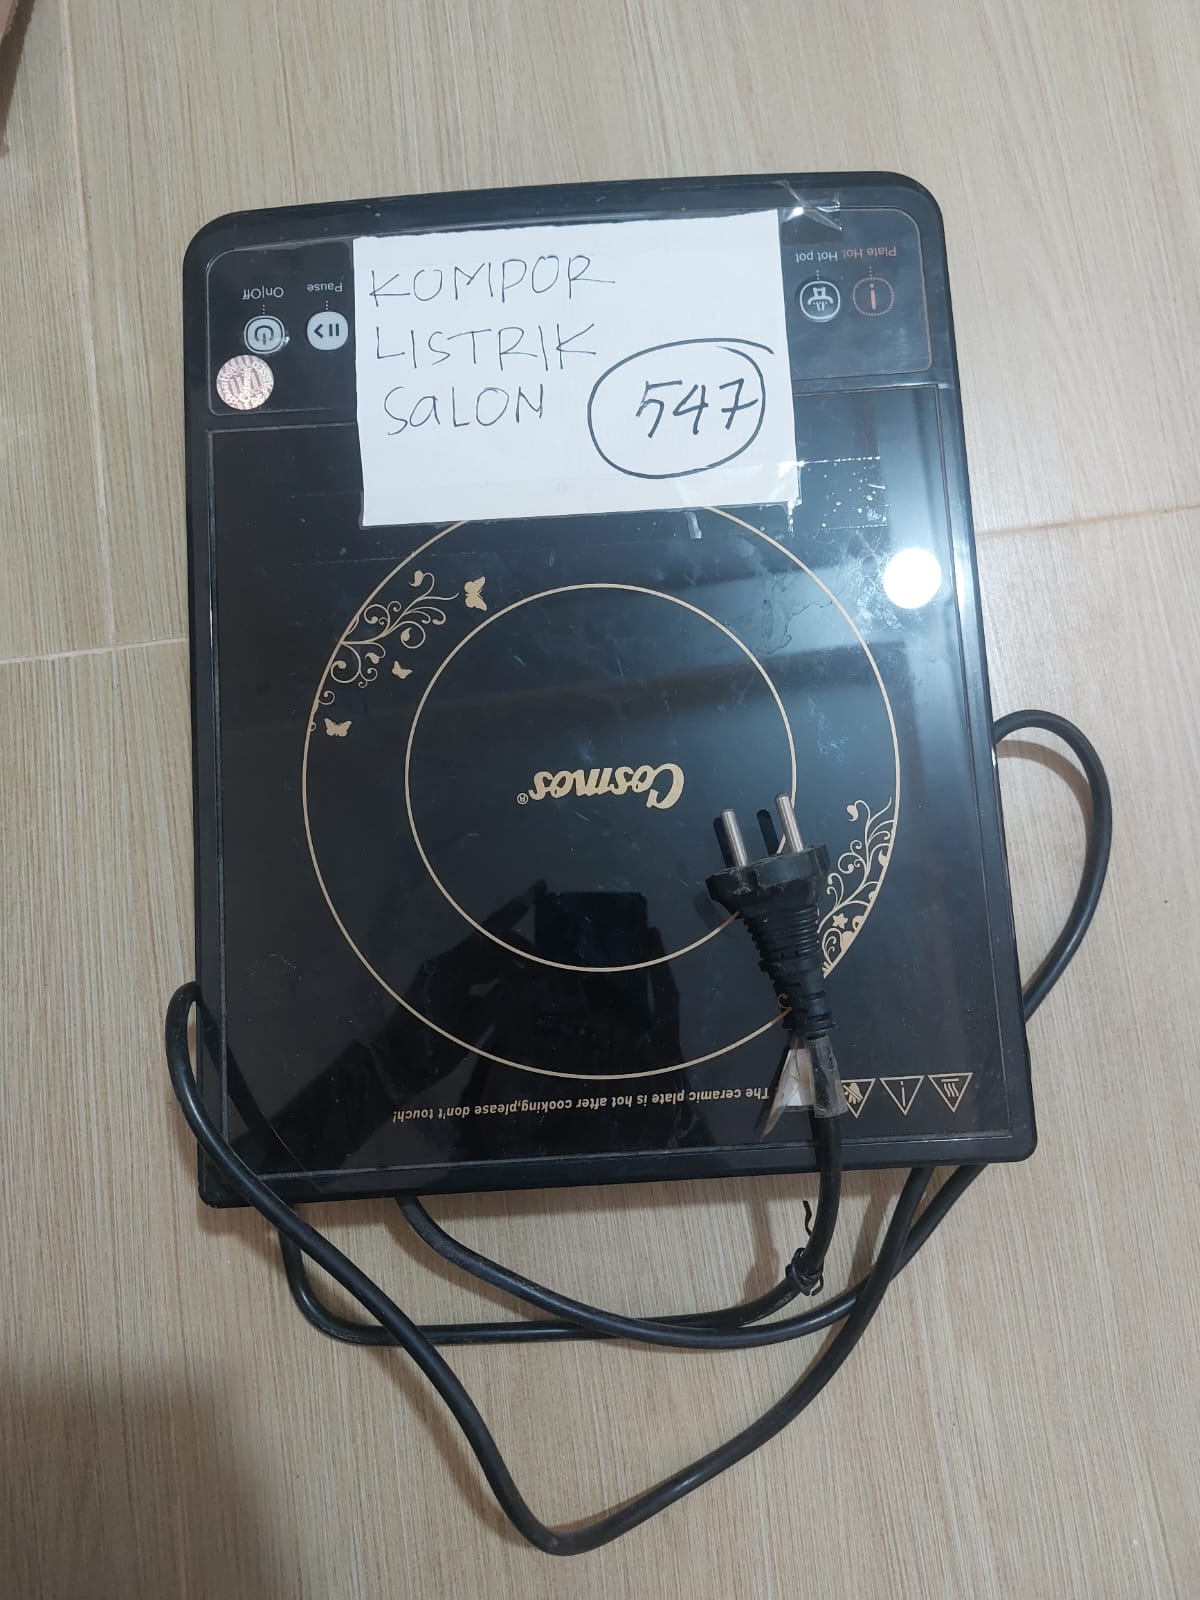 KOMPOR
LISTRIK
SaLON
547
On|Off
Pause
Hot pot
Plate Hot
Cosmos®
The ceramic plate is hot after cooking,please don't touch!